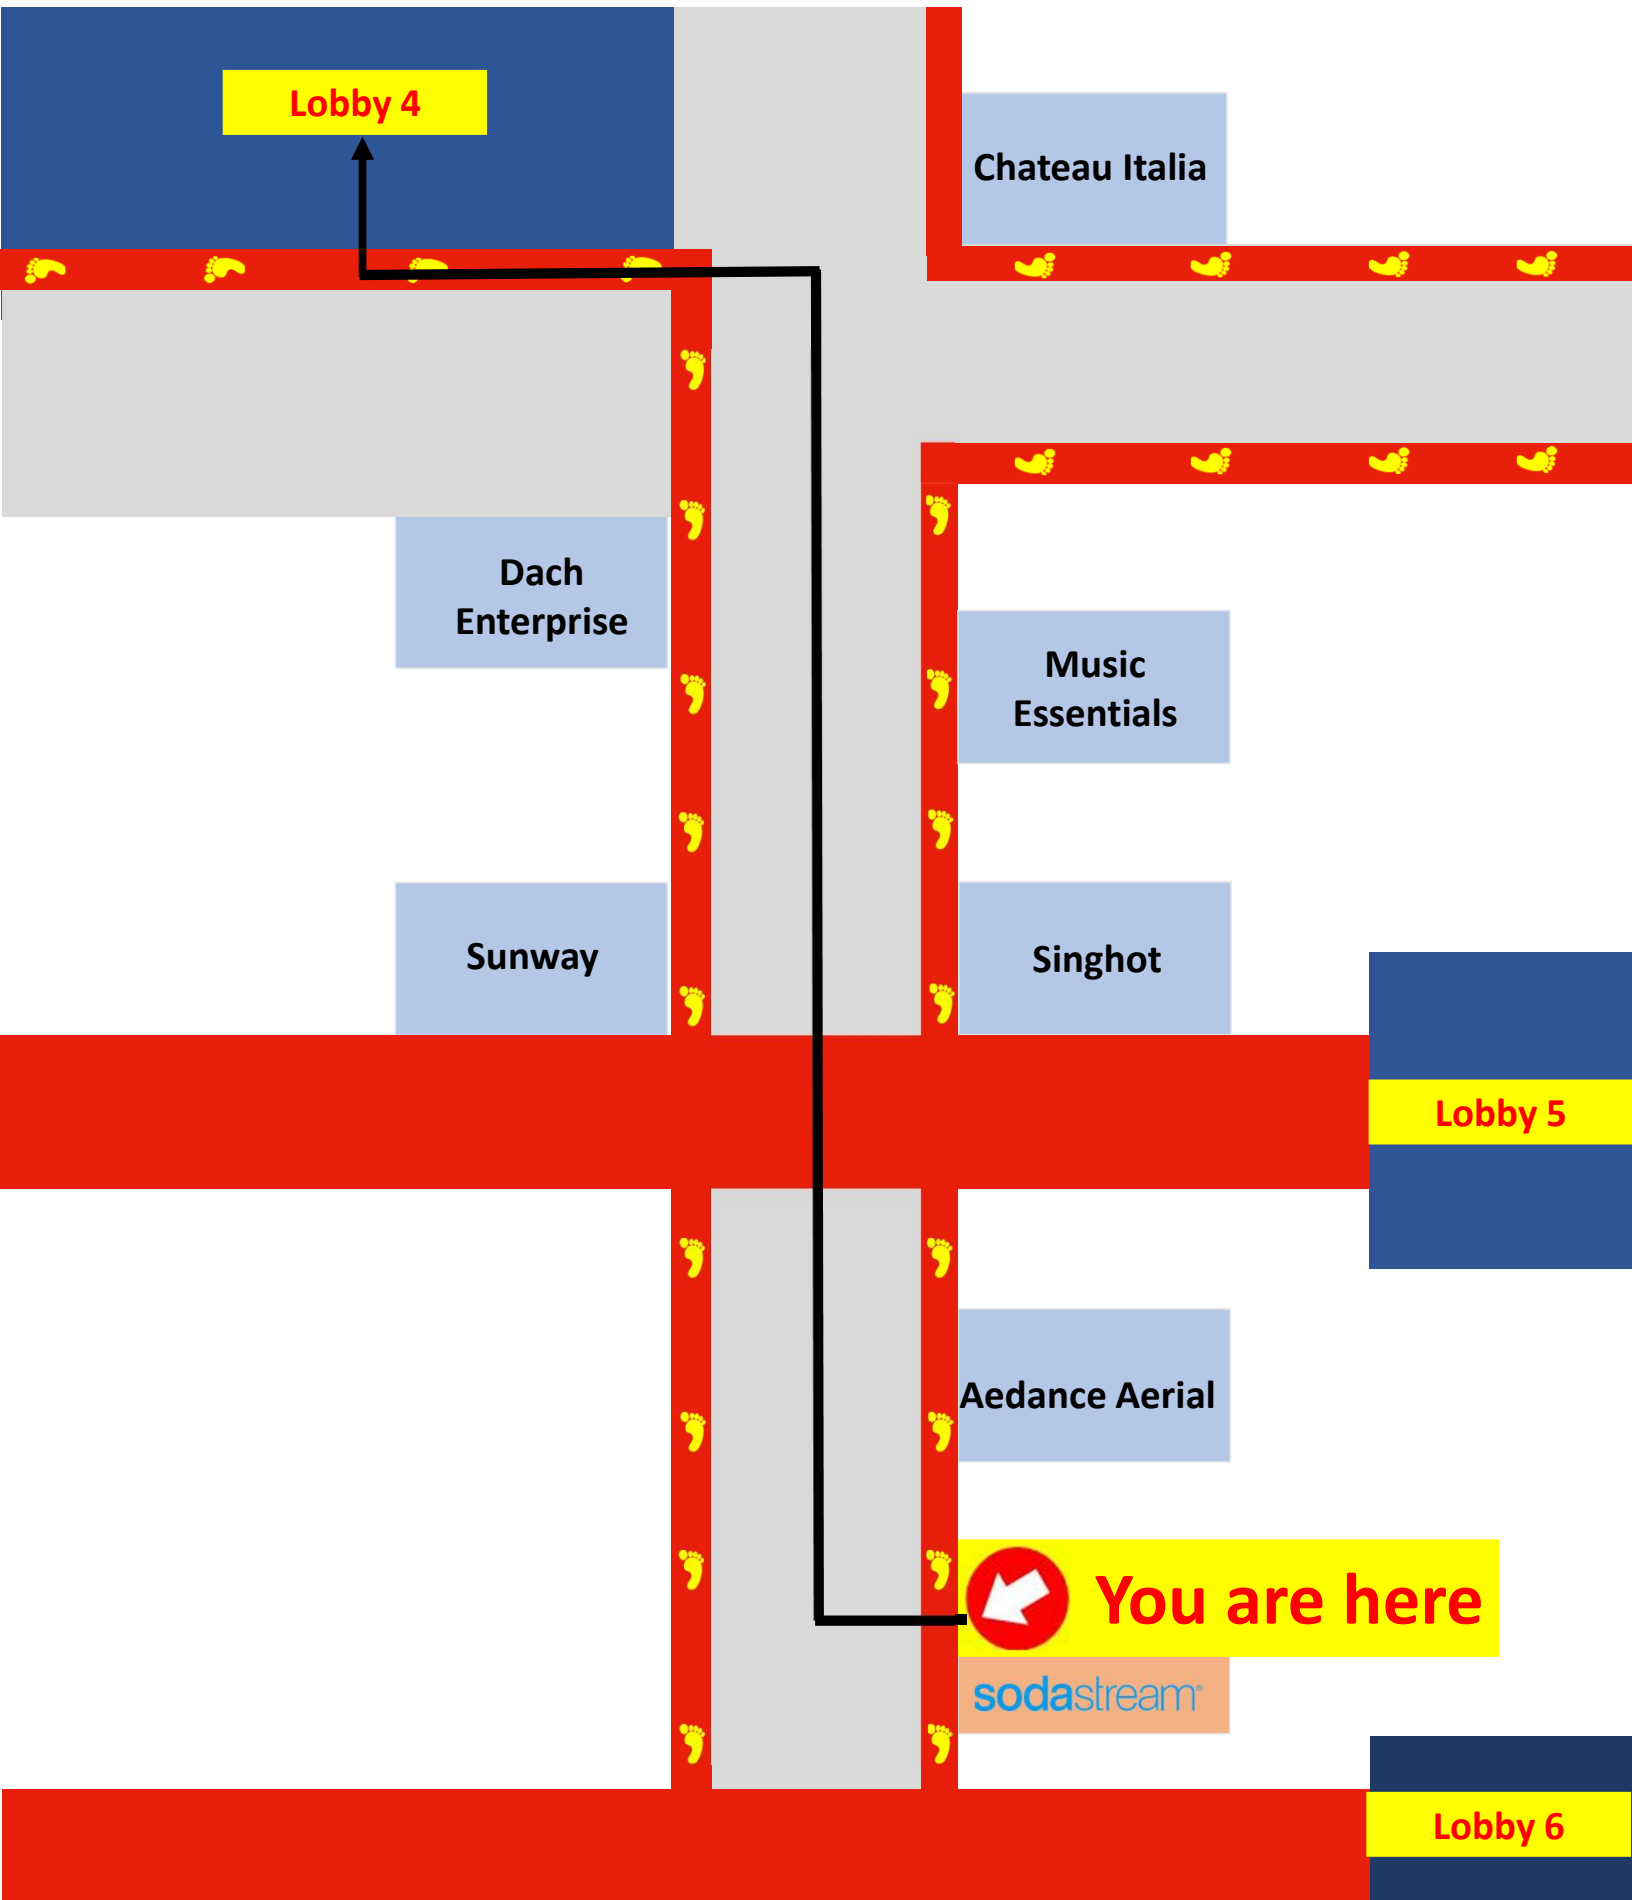 Lobby 4
Chateau Italia
Dach
Enterprise
Music
Essentials
Sunway
Singhot
Lobby 5
Aedance Aerial
You are here
sodastream
Lobby 6